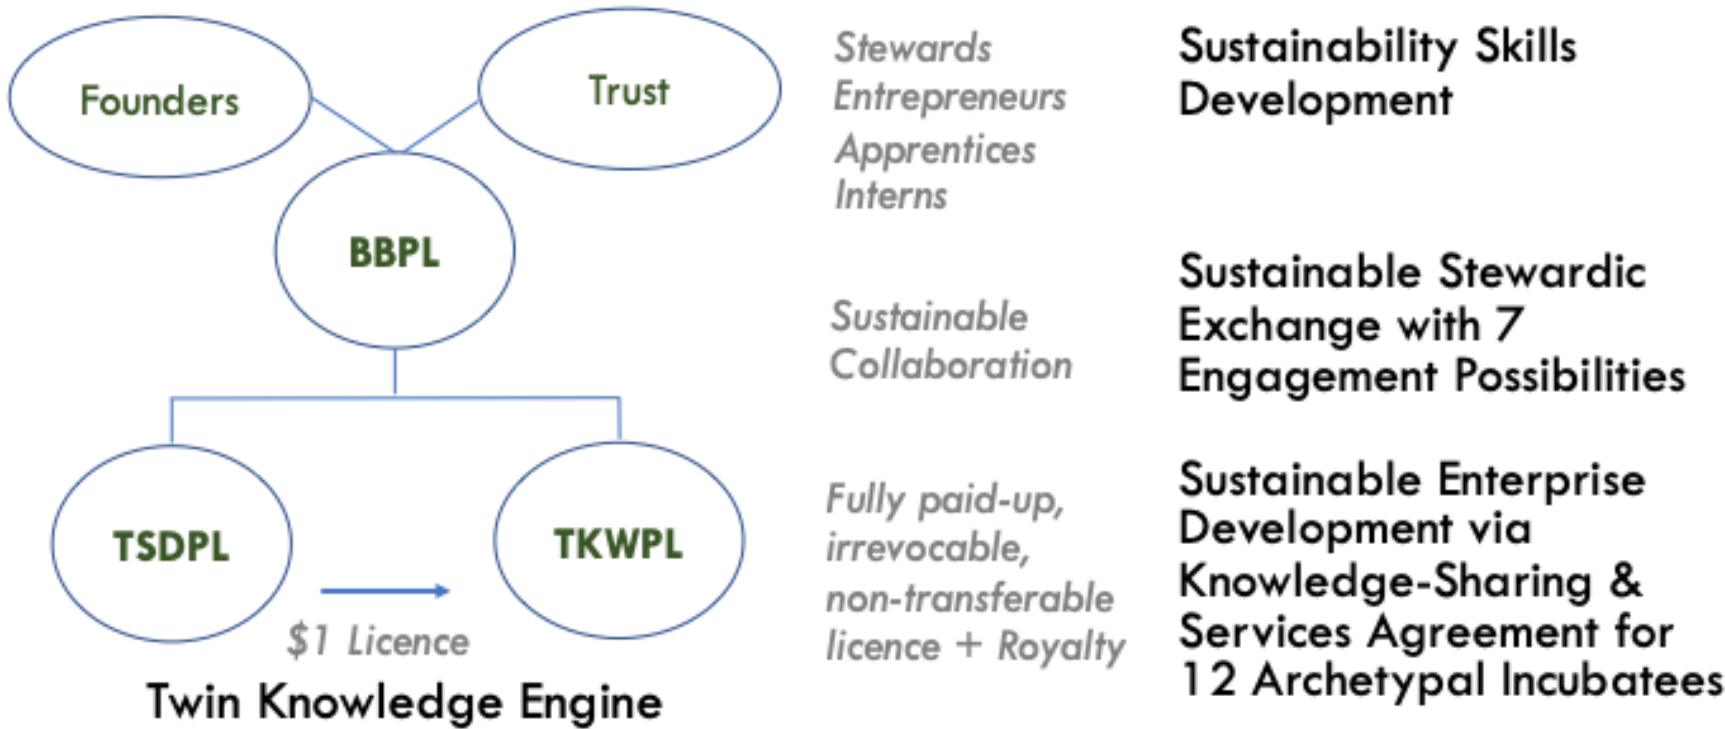 Founders
Trust
BBPL
TSDPL
TKWPL
$1 Licence
Twin Knowledge Engine
Stewards
Entrepreneurs
Apprentices
Interns
Sustainable
Collaboration
Fully paid-up,
irrevocable,
non-transferable
licence + Royalty
Sustainability Skills
Development
Sustainable Stewardic
Exchange with 7
Engagement Possibilities
Sustainable Enterprise
Development via
Knowledge-Sharing &
Services Agreement for
12 Archetypal Incubatees